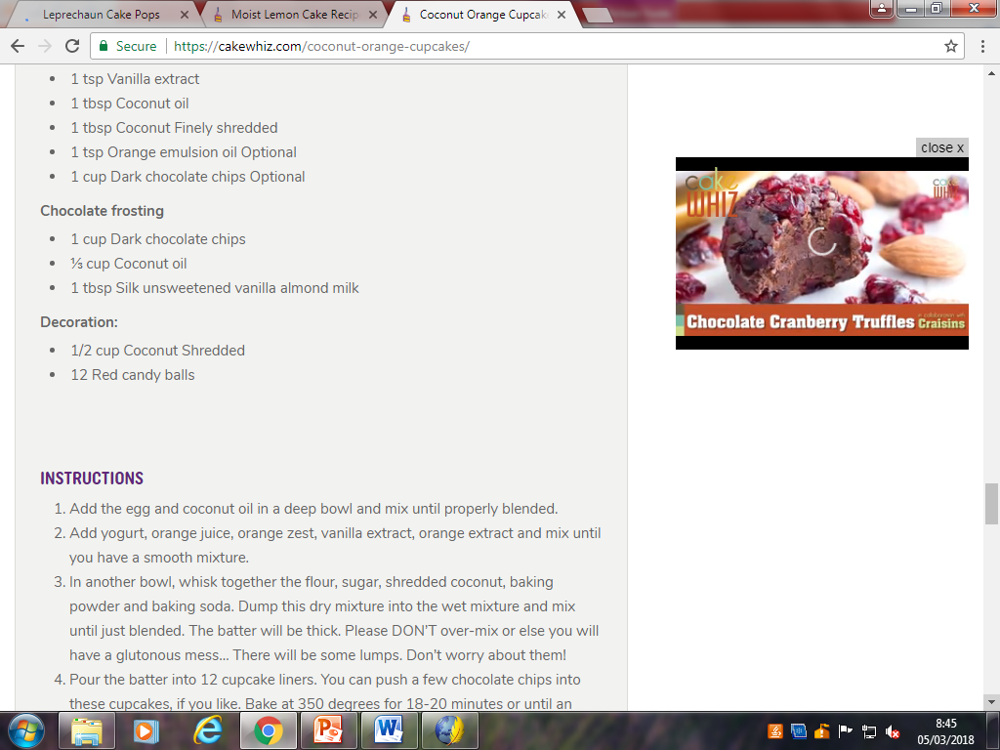 Leprechaun Cake Pops
Moist Lemon Cake Recip
Coconut Orange Cupcak
Secure https://cakewhiz.com/coconut-orange-cupcakes/
1 tsp Vanilla extract
1 tbsp Coconut oil
1 tbsp Coconut Finely shredded
1 tsp Orange emulsion oil Optional
1 cup Dark chocolate chips Optional
Chocolate frosting
1 cup Dark chocolate chips
⅓ cup Coconut oil
1 tbsp Silk unsweetened vanilla almond milk
Decoration:
1/2 cup Coconut Shredded
12 Red candy balls
INSTRUCTIONS
1. Add the egg and coconut oil in a deep bowl and mix until properly blended.
2. Add yogurt, orange juice, orange zest, vanilla extract, orange extract and mix until
you have a smooth mixture.
3. In another bowl, whisk together the flour, sugar, shredded coconut, baking
powder and baking soda. Dump this dry mixture into the wet mixture and mix
until just blended. The batter will be thick. Please DON'T over-mix or else you will
have a glutonous mess... There will be some lumps. Don't worry about them!
4. Pour the batter into 12 cupcake liners. You can push a few chocolate chips into
these cupcakes, if you like. Bake at 350 degrees for 18-20 minutes or until an
close x
cake
WHIZ
cake
WHIZ
Chocolate Cranberry Truffles in collaboration with
Craisins
8:45
05/03/2018